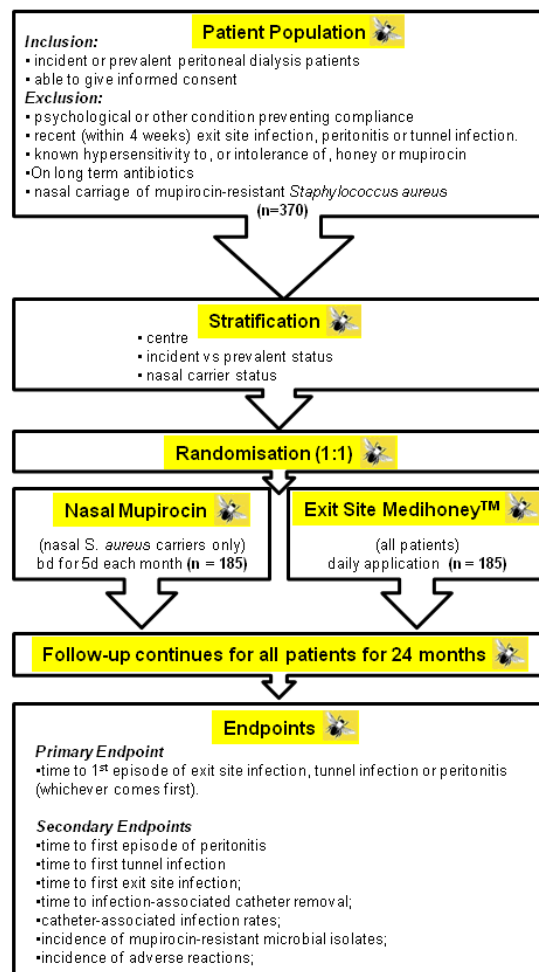 Patient Population
Inclusion:
▪ incident or prevalent peritoneal dialysis patients
▪ able to give informed consent
Exclusion:
▪ psychological or other condition preventing compliance
▪ recent (within 4 weeks) exit site infection, peritonitis or tunnel infection.
▪ known hypersensitivity to, or intolerance of, honey or mupirocin
▪On long term antibiotics
▪ nasal carriage of mupirocin-resistant Staphylococcus aureus
(n=370)
Stratification
▪ centre
▪ incident vs prevalent status
▪ nasal carrier status
Randomisation (1:1)
Nasal Mupirocin
(nasal S. aureus carriers only)
bd for 5d each month (n = 185)
Exit Site Medihoney™
(all patients)
daily application (n = 185)
Follow-up continues for all patients for 24 months
Endpoints
Primary Endpoint
▪time to 1st episode of exit site infection, tunnel infection or peritonitis
(whichever comes first).
Secondary Endpoints
▪time to first episode of peritonitis
▪time to first tunnel infection
▪time to first exit site infection;
▪time to infection-associated catheter removal;
▪catheter-associated infection rates;
▪incidence of mupirocin-resistant microbial isolates;
▪incidence of adverse reactions;